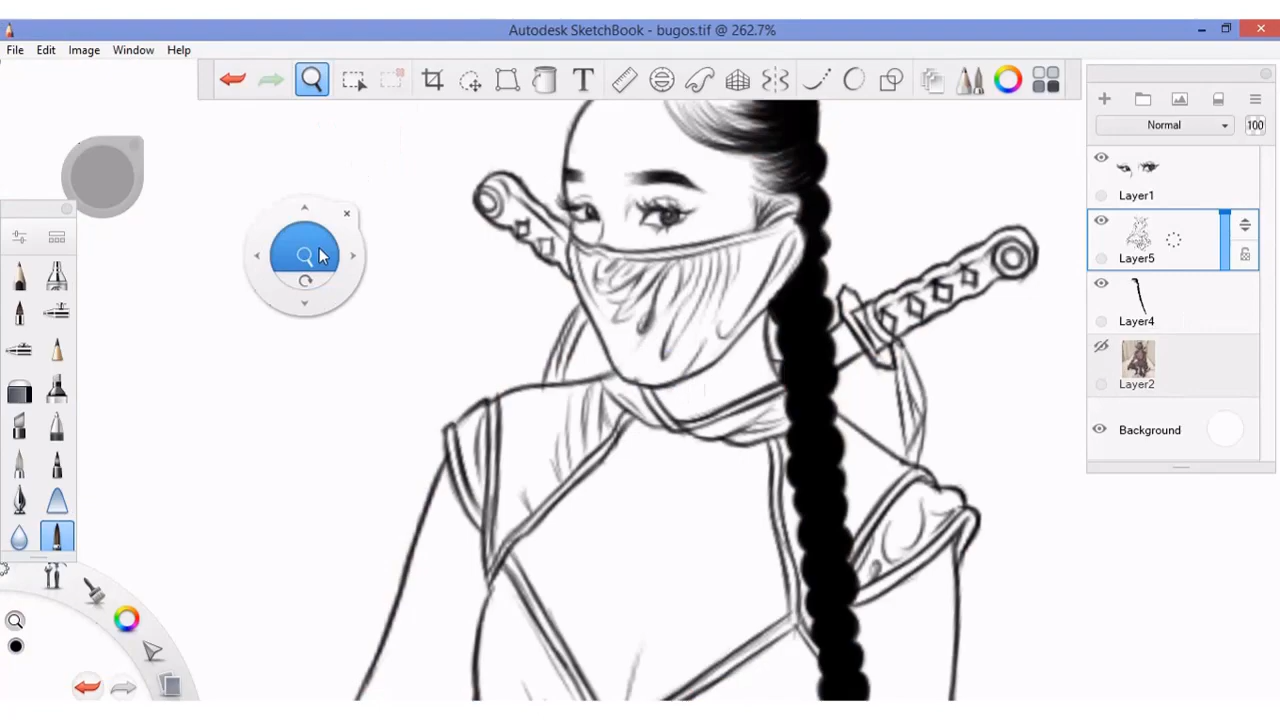 Autodesk SketchBook - bugos.tif @ 262.7%
File Edit Image Window Help
T
Normal 100
Layer1
Layer5
Layer4
Layer2
Background